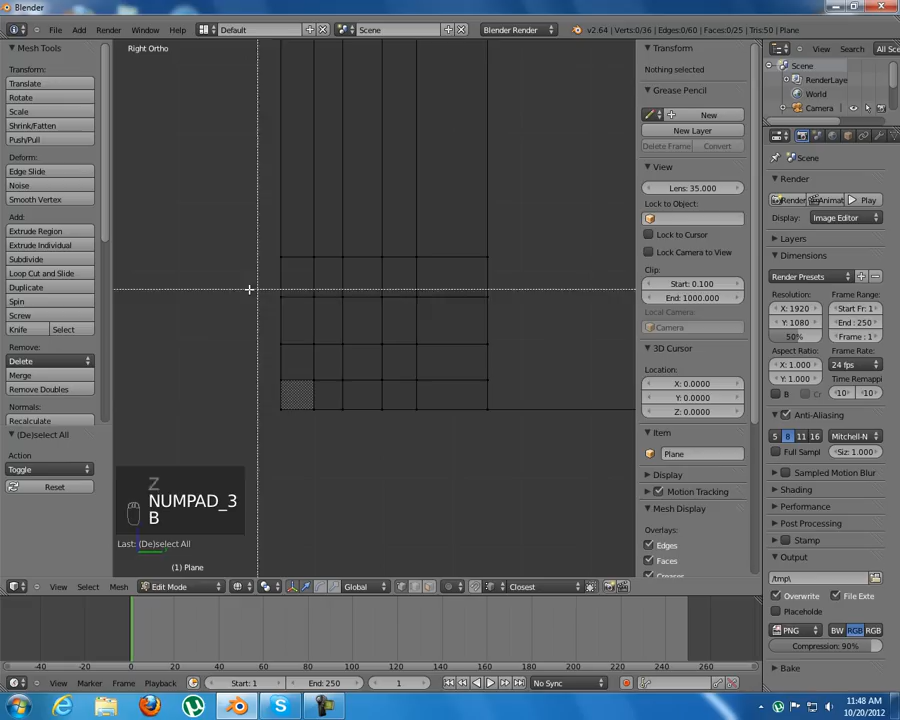 Blender
File Add Render Window Help
Default
Scene
Blender Render
v2.64 | Verts:0/36 | Edges:0/60 | Faces:0/25 | Tris:50 | Plane
Mesh Tools
Transform:
Translate
Rotate
Scale
Shrink/Fatten
Push/Pull
Deform:
Edge Slide
Noise
Smooth Vertex
Add:
Extrude Region
Extrude Individual
Subdivide
Loop Cut and Slide
Duplicate
Spin
Screw
Knife Select
Remove:
Delete
Merge
Remove Doubles
Normals:
Recalculate
(De)select All
Action
Toggle
Reset
Right Ortho
Z
NUMPAD_3
B
Last: (De)select All
(1) Plane
Transform
Nothing selected
Grease Pencil
New
New Layer
Delete Frame Convert
View
Lens: 35.000
Lock to Object:
Lock to Cursor
Lock Camera to View
Clip:
Start: 0.100
End: 1000.000
Local Camera:
Camera
3D Cursor
Location:
X: 0.0000
Y: 0.0000
Z: 0.0000
Item
Plane
Display
Motion Tracking
Mesh Display
Overlays:
Edges
Faces
Creases
View Search All Sce
Scene
RenderLaye
World
Camera
Scene
Render
Render Animat Play
Display: Image Editor
Layers
Dimensions
Render Presets
Resolution: Frame Range:
X: 1920 Start Fr: 1
Y: 1080 End : 250
50% Frame : 1
Aspect Ratio: Frame Rate:
X: 1.000 24 fps
Y: 1.000 Time Remappi
B Cr 10 10
Anti-Aliasing
5 8 11 16 Mitchell-N
Full Sampl Siz: 1.000
Sampled Motion Blur
Shading
Performance
Post Processing
Stamp
Output
/tmp\
Overwrite File Exte
Placeholde
PNG BW RGB RGB
Compression: 90%
Bake
View Select Mesh Edit Mode Global Closest
-40 -20 0 20 40 60 80 100 120 140 160 180 200 220 240 260
View Marker Frame Playback Start: 1 End: 250 1 No Sync
11:48 AM
10/20/2012